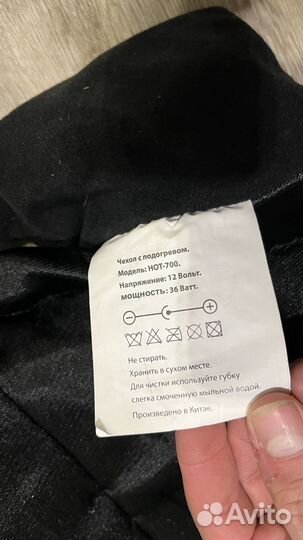 Чехол с подогревом.
Модель: HOT-700.
Напряжение: 12 Вольт.
МОЩНОСТЬ: 36 Ватт.
Не стирать.
Хранить в сухом месте.
Для чистки используйте губку
слегка смоченную мыльной водой.
Произведено в Китае.
Avito